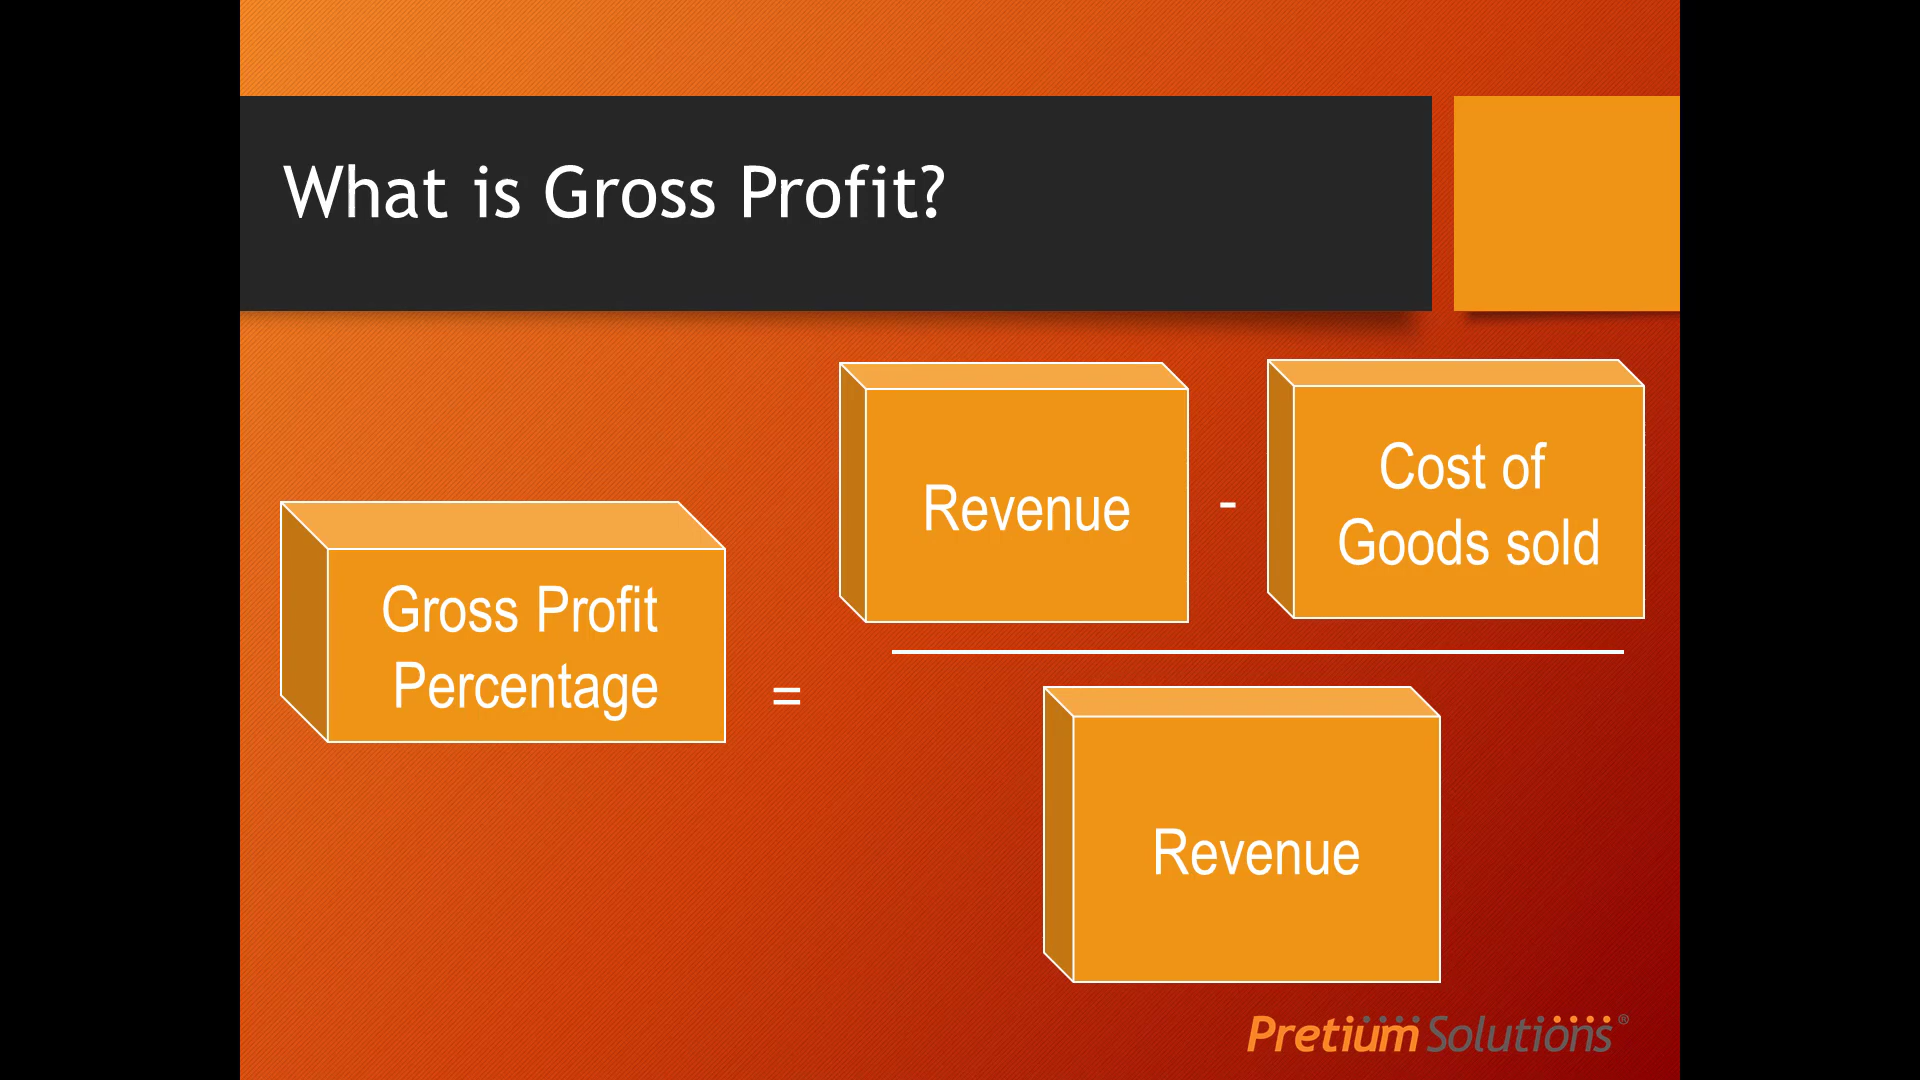 What is Gross Profit?
Gross Profit
Percentage
=
Revenue
-
Cost of
Goods sold
Revenue
Pretium Solutions®